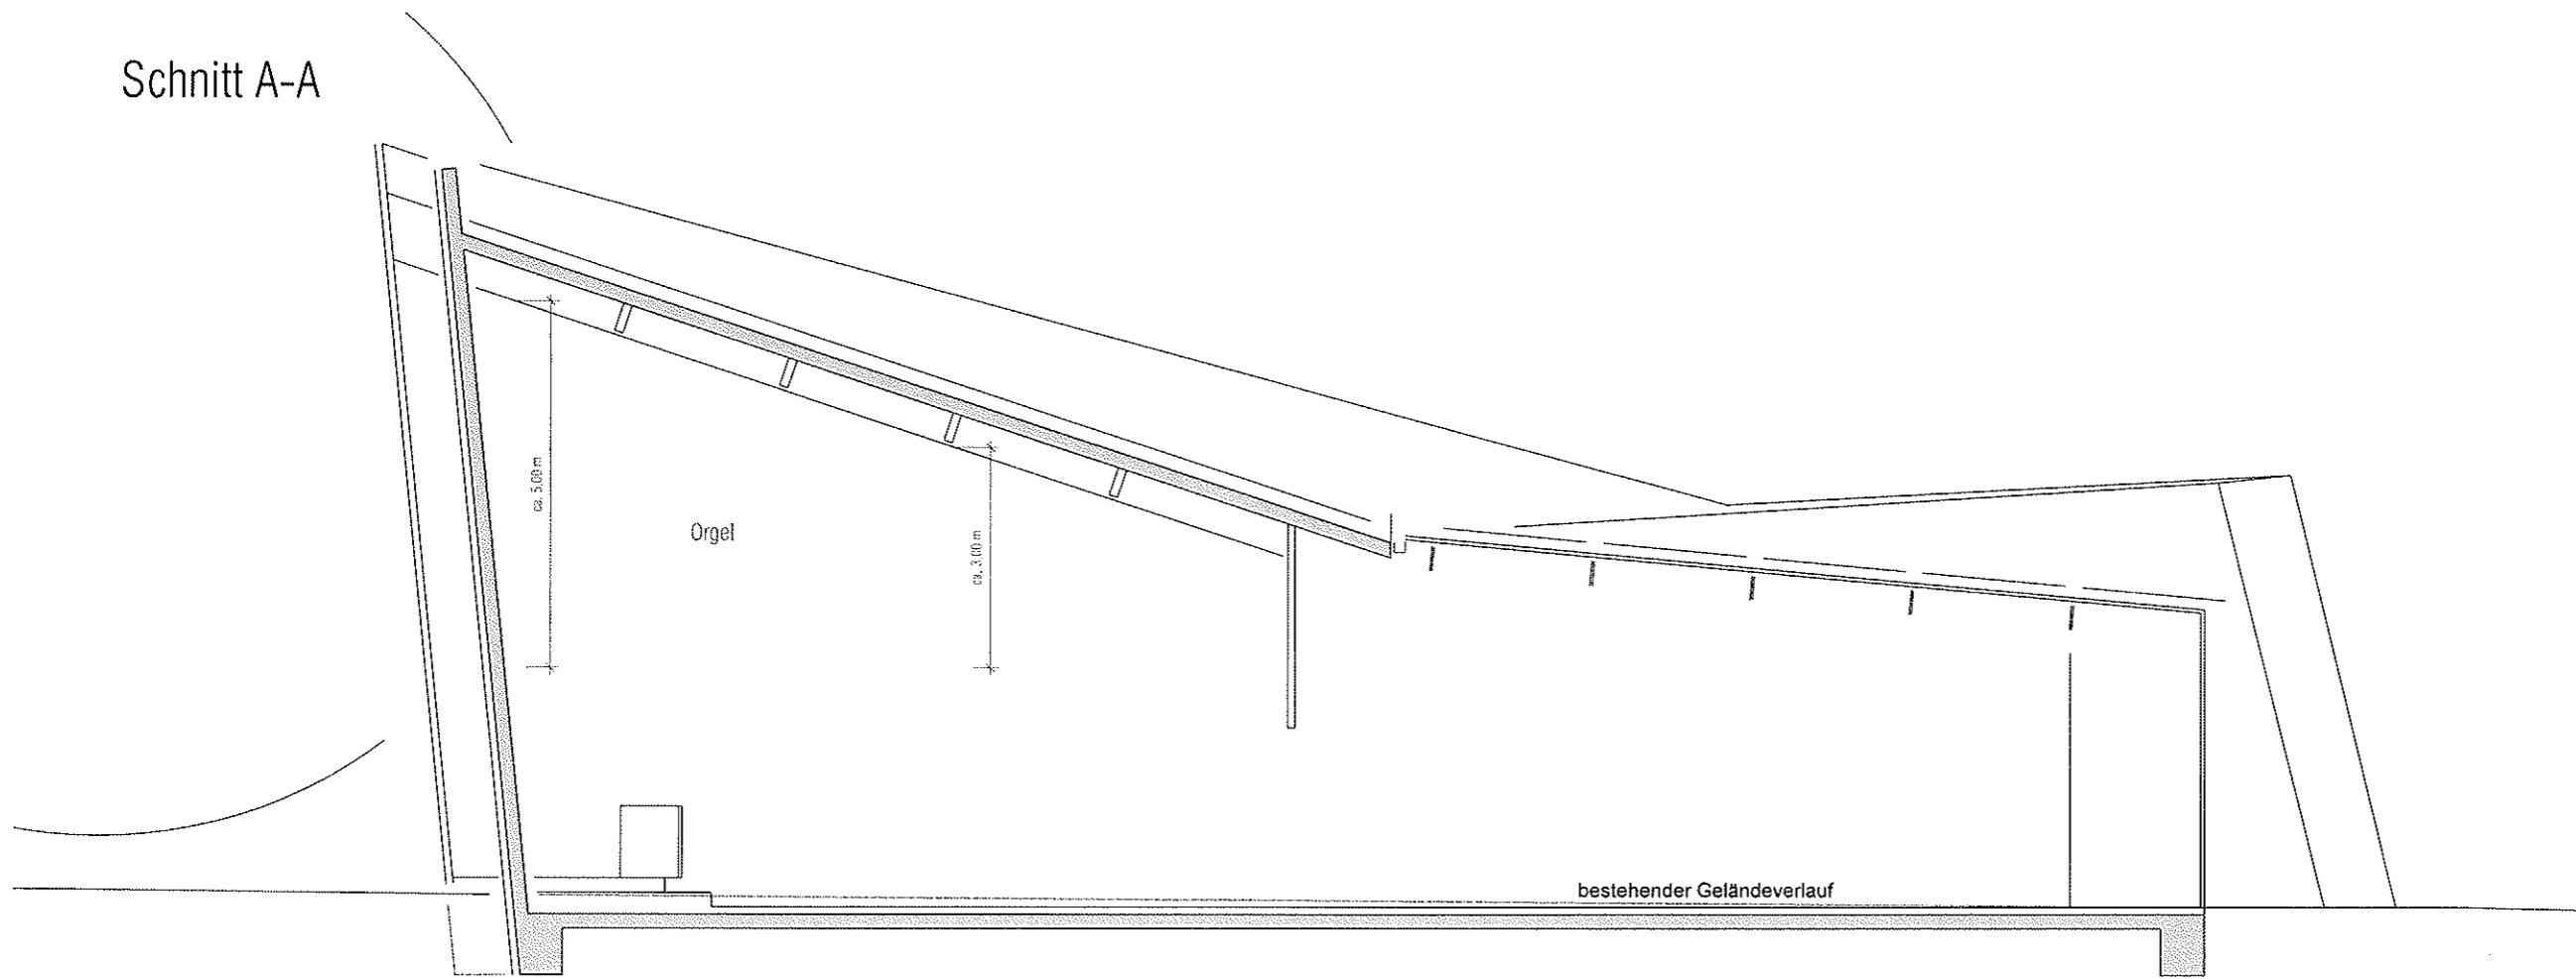 Schnitt A-A
ca. 5,00 m
Orgel
ca. 3,00 m
bestehender Geländeverlauf